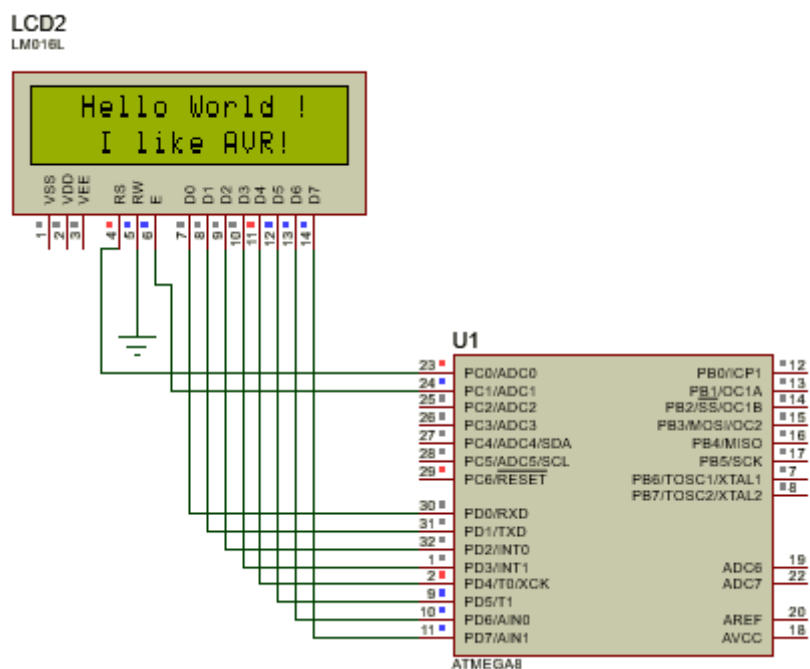 LCD2
LM016L
Hello World !
I like AVR!
VSS
VDD
VEE
RS
RW
E
D0
D1
D2
D3
D4
D5
D6
D7
1
2
3
4
5
6
7
8
9
10
11
12
13
14
U1
23 PC0/ADC0 PB0/ICP1 12
24 PC1/ADC1 PB1/OC1A 13
25 PC2/ADC2 PB2/SS/OC1B 14
26 PC3/ADC3 PB3/MOSI/OC2 15
27 PC4/ADC4/SDA PB4/MISO 16
28 PC5/ADC5/SCL PB5/SCK 17
29 PC6/RESET PB6/TOSC1/XTAL1 7
PB7/TOSC2/XTAL2 8
30 PD0/RXD
31 PD1/TXD
32 PD2/INT0
1 PD3/INT1 ADC6 19
2 PD4/T0/XCK ADC7 22
9 PD5/T1
10 PD6/AIN0 AREF 20
11 PD7/AIN1 AVCC 18
ATMEGA8